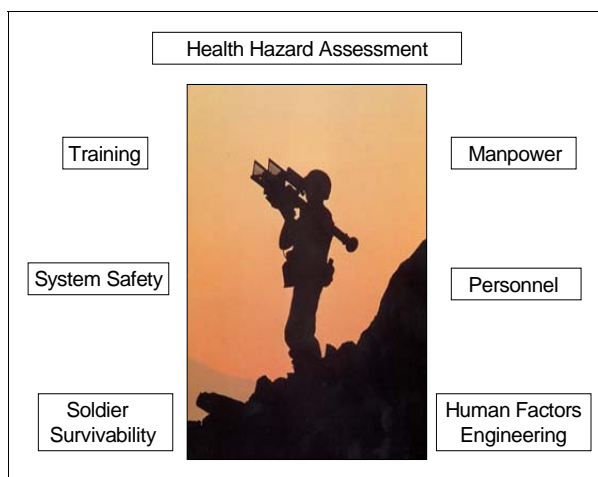 Health Hazard Assessment
Training
Manpower
System Safety
Personnel
Soldier
Survivability
Human Factors
Engineering